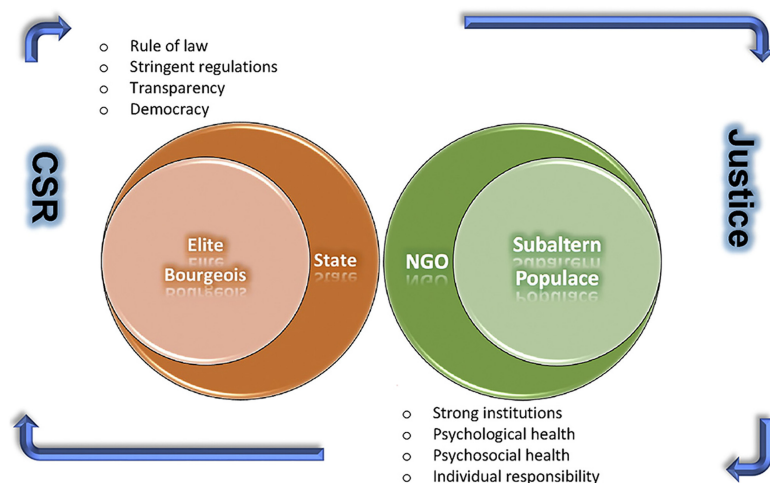 Rule of law
Stringent regulations
Transparency
Democracy
CSR
Justice
Elite
Bourgeois
State
NGO
Subaltern
Populace
Strong institutions
Psychological health
Psychosocial health
Individual responsibility